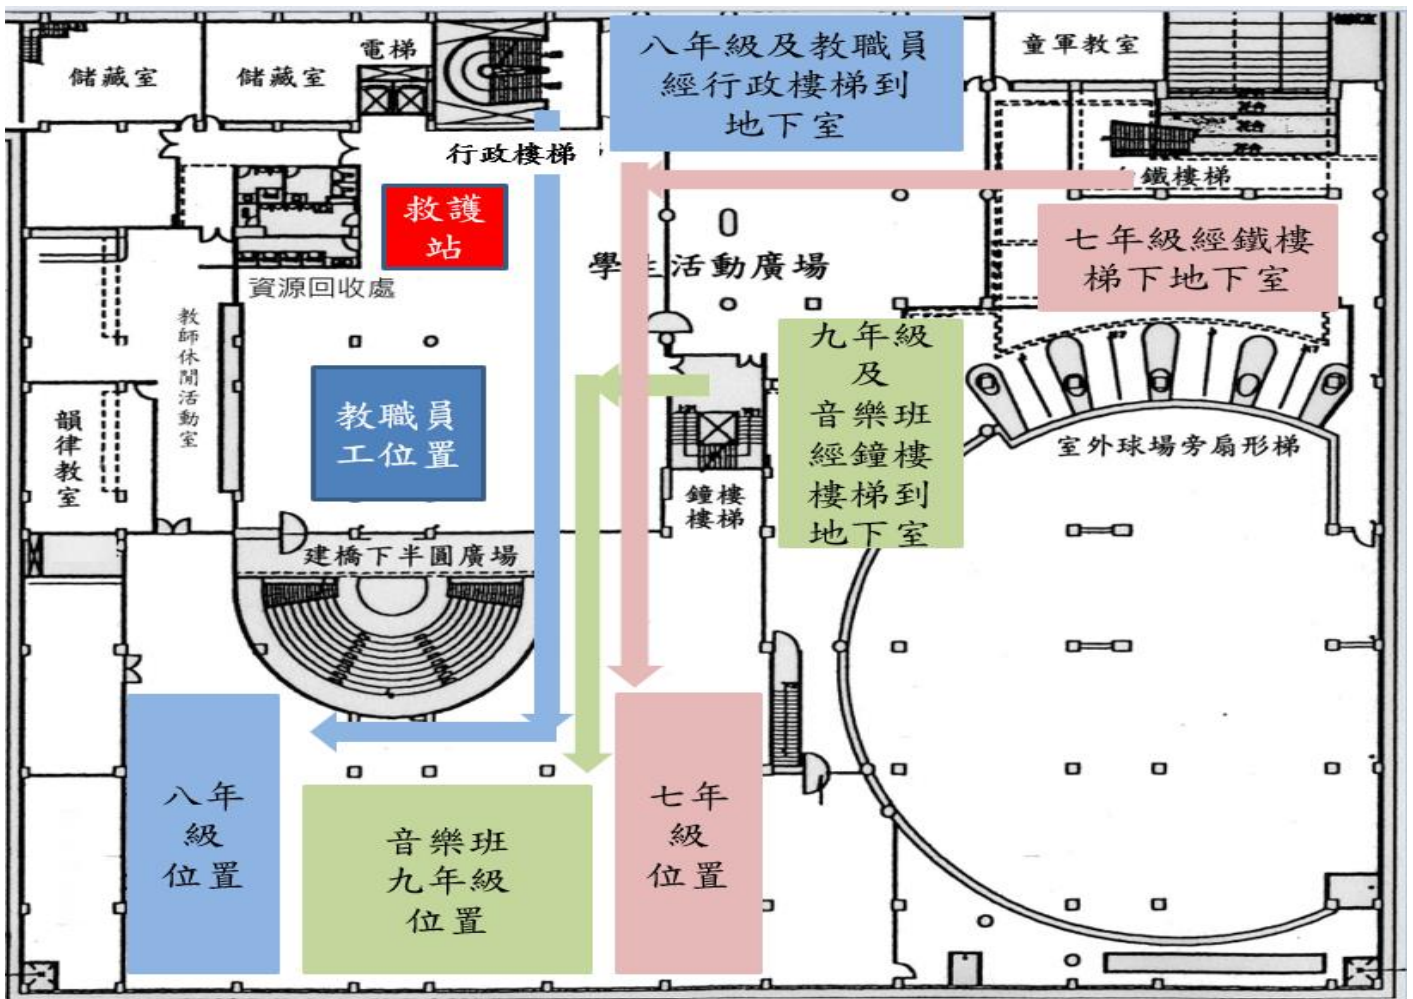 儲藏室
儲藏室
電梯
八年級及教職員
經行政樓梯到
地下室
童軍教室
花台
花台
花台
行政樓梯
鐵樓梯
救護
站
七年級經鐵樓
梯下地下室
學生活動廣場
資源回收處
教師休閒活動室
九年級
及
音樂班
經鐘樓
樓梯到
地下室
教職員
工位置
韻律教室
室外球場旁扇形梯
鐘樓
樓梯
建橋下半圓廣場
八年
級
位置
音樂班
九年級
位置
七年
級
位置